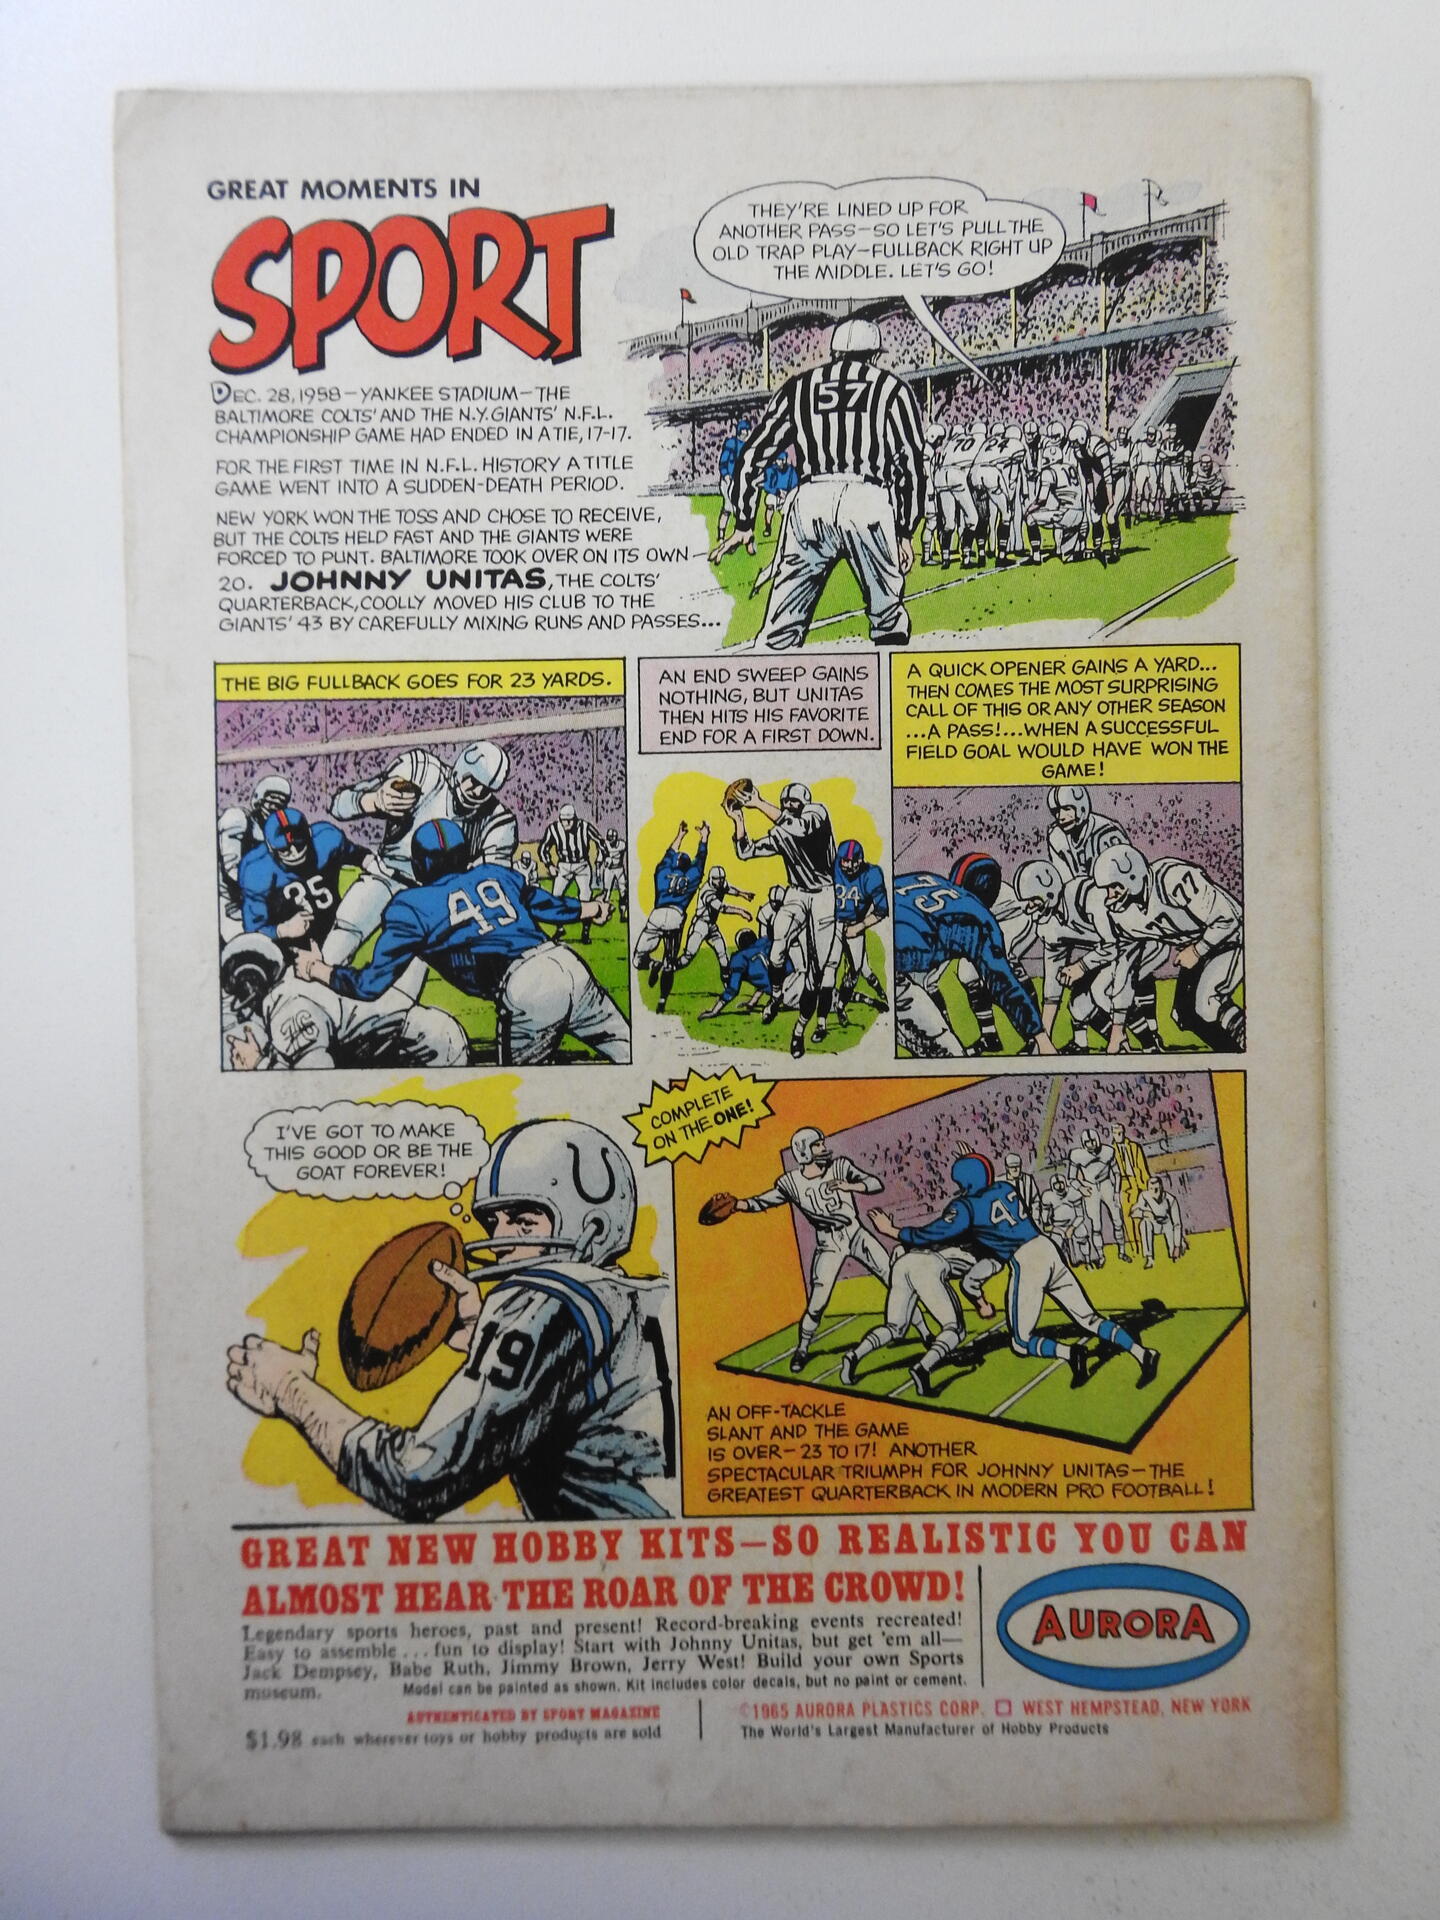 GREAT MOMENTS IN
SPORT
DEC. 28, 1958—YANKEE STADIUM—THE
BALTIMORE COLTS' AND THE N.Y. GIANTS' N.F.L.
CHAMPIONSHIP GAME HAD ENDED IN A TIE, 17-17.
FOR THE FIRST TIME IN N.F.L. HISTORY A TITLE
GAME WENT INTO A SUDDEN-DEATH PERIOD.
NEW YORK WON THE TOSS AND CHOSE TO RECEIVE,
BUT THE COLTS HELD FAST AND THE GIANTS WERE
FORCED TO PUNT. BALTIMORE TOOK OVER ON ITS OWN
20. JOHNNY UNITAS, THE COLTS'
QUARTERBACK, COOLLY MOVED HIS CLUB TO THE
GIANTS' 43 BY CAREFULLY MIXING RUNS AND PASSES...
THEY'RE LINED UP FOR
ANOTHER PASS—SO LET'S PULL THE
OLD TRAP PLAY—FULLBACK RIGHT UP
THE MIDDLE. LET'S GO!
57
70 24
THE BIG FULLBACK GOES FOR 23 YARDS.
35
49
76
AN END SWEEP GAINS
NOTHING, BUT UNITAS
THEN HITS HIS FAVORITE
END FOR A FIRST DOWN.
84
A QUICK OPENER GAINS A YARD...
THEN COMES THE MOST SURPRISING
CALL OF THIS OR ANY OTHER SEASON
...A PASS!...WHEN A SUCCESSFUL
FIELD GOAL WOULD HAVE WON THE
GAME!
75
77
77
I'VE GOT TO MAKE
THIS GOOD OR BE THE
GOAT FOREVER!
19
COMPLETE
ON THE ONE!
19
42
AN OFF-TACKLE
SLANT AND THE GAME
IS OVER—23 TO 17! ANOTHER
SPECTACULAR TRIUMPH FOR JOHNNY UNITAS—THE
GREATEST QUARTERBACK IN MODERN PRO FOOTBALL!
GREAT NEW HOBBY KITS—SO REALISTIC YOU CAN
ALMOST HEAR THE ROAR OF THE CROWD!
Legendary sports heroes, past and present! Record-breaking events recreated!
Easy to assemble...fun to display! Start with Johnny Unitas, but get 'em all—
Jack Dempsey, Babe Ruth, Jimmy Brown, Jerry West! Build your own Sports
museum. Model can be painted as shown. Kit includes color decals, but no paint or cement.
AUTHENTICATED BY SPORT MAGAZINE
$1.98 each wherever toys or hobby products are sold
AURORA
©1965 AURORA PLASTICS CORP. □ WEST HEMPSTEAD, NEW YORK
The World's Largest Manufacturer of Hobby Products